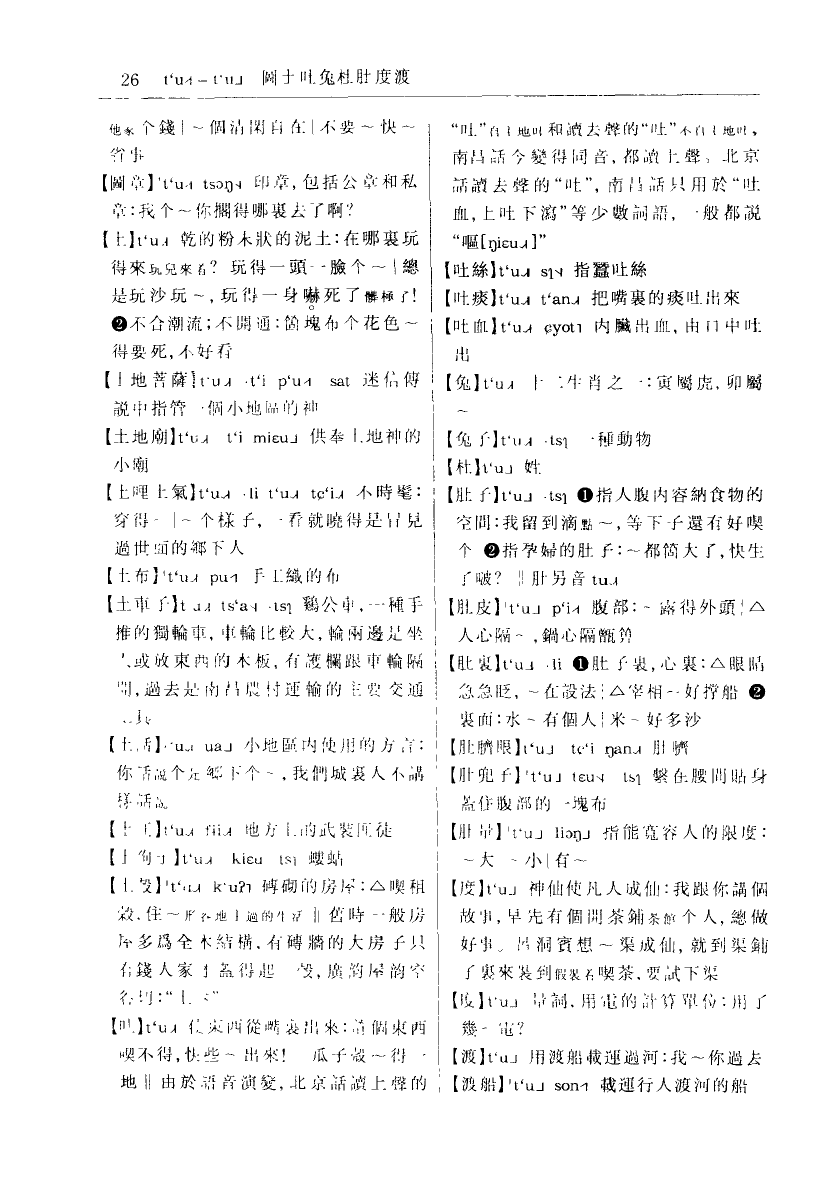 26 tʻu˧˥ – tʻu˩ 圖土吐兔杜肚度渡
他家个錢|~個清閑自在|不要~快~
省事
【圖章】tʻu tsɔŋ 印章,包括公章和私
章:我个~你擱得哪裏去了啊?
【土】tʻu 乾的粉末狀的泥土:在哪裏玩
得來玩兒來着?玩得一頭一臉个~|總
是玩沙玩~,玩得一身嚇死了髒極了!
❷不合潮流;不開通:箇塊布个花色~
得要死,不好看
【土地菩薩】tʻu ·tʻi pʻu sat 迷信傳
說中指管一個小地區的神
【土地廟】tʻu tʻi miɛu 供奉土地神的
小廟
【土哩土氣】tʻu ·li tʻu tɕʻi 不時髦:
穿得一|~个樣子,一看就曉得是冒見
過世面的鄉下人
【土布】tʻu pu 手工織的布
【土車子】tʻu tsʻa ·tsɿ 鷄公車,一種手
推的獨輪車,車輪比較大,輪兩邊是坐
人或放東西的木板,有護欄跟車輪隔
開,過去是南昌農村運輸的主要交通
工具
【土話】tʻu ua 小地區内使用的方言:
你話說个是鄉下个~,我們城裏人不講
樣話說
【土匪】tʻu fii 地方上的武裝匪徒
【土狗子】tʻu kiɛu tsɿ 螻蛄
【土殼】tʻu kʻuʔ 磚砌的房屋:△喫租
穀,住~形容地主過的生活‖舊時一般房
屋多爲全木結構,有磚牆的大房子只
有錢人家才蓋得起
【吐】tʻu 使東西從嘴裏出來:這個東西
喫不得,快些~出來! 瓜子殼~得一
地‖由於語音演變,北京話讀上聲的
“吐”自主地吐和讀去聲的“吐”不自主地吐,
南昌話今變得同音,都讀上聲。北京
話讀去聲的“吐”,南昌話只用於“吐
血,上吐下瀉”等少數詞語,一般都説
“嘔[ŋiɛu]”
【吐絲】tʻu sɿ 指蠶吐絲
【吐痰】tʻu tʻan 把嘴裏的痰吐出來
【吐血】tʻu ɕyot 内臟出血,由口中吐
出
【兔】tʻu 十二生肖之一:寅屬虎,卯屬
~
【兔子】tʻu ·tsɿ 一種動物
【杜】tʻu 姓
【肚子】tʻu ·tsɿ ❶指人腹内容納食物的
空間:我留到滴點~,等下子還有好喫
个 ❷指孕婦的肚子:~都箇大了,快生
了啵?‖肚另音tu
【肚皮】tʻu pʻi 腹部:~露得外頭|△
人心隔~,鍋心隔甑箅
【肚裏】tʻu ·li ❶肚子裏,心裏:△眼睛
急急眨,~在設法|△宰相~好撑船 ❷
裏面:水~有個人|米~好多沙
【肚臍眼】tʻu tɕʻi ŋan 肚臍
【肚兜子】tʻu tɛu tsɿ 繫在腰間貼身
蓋住腹部的一塊布
【肚量】tʻu liɔŋ 指能寬容人的限度:
~大|~小|有~
【度】tʻu 神仙使凡人成仙:我跟你講個
故事,早先有個開茶鋪茶館个人,總做
好事。吕洞賓想~渠成仙,就到渠鋪
子裏來裝到假裝着喫茶,要試下渠
【度】tʻu 量詞,用電的計算單位:用了
幾~電?
【渡】tʻu 用渡船載運過河:我~你過去
【渡船】tʻu son 載運行人渡河的船